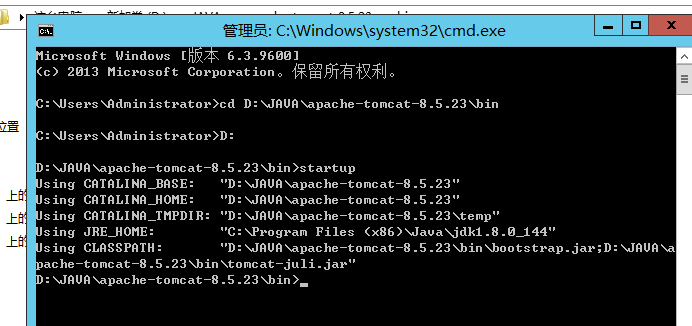 管理员: C:\Windows\system32\cmd.exe
Microsoft Windows [版本 6.3.9600]
(c) 2013 Microsoft Corporation。保留所有权利。
C:\Users\Administrator>cd D:\JAVA\apache-tomcat-8.5.23\bin
C:\Users\Administrator>D:
D:\JAVA\apache-tomcat-8.5.23\bin>startup
Using CATALINA_BASE:   "D:\JAVA\apache-tomcat-8.5.23"
Using CATALINA_HOME:   "D:\JAVA\apache-tomcat-8.5.23"
Using CATALINA_TMPDIR: "D:\JAVA\apache-tomcat-8.5.23\temp"
Using JRE_HOME:        "C:\Program Files (x86)\Java\jdk1.8.0_144"
Using CLASSPATH:       "D:\JAVA\apache-tomcat-8.5.23\bin\bootstrap.jar;D:\JAVA\a
pache-tomcat-8.5.23\bin\tomcat-juli.jar"
D:\JAVA\apache-tomcat-8.5.23\bin>
位置
上的
上的
上的